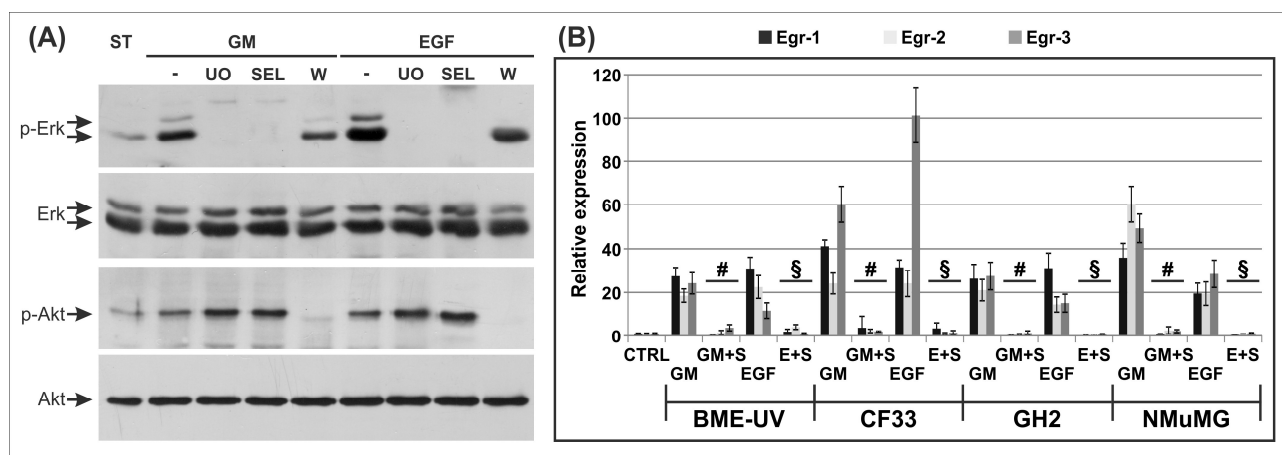 (A)
ST GM EGF
- UO SEL W - UO SEL W
p-Erk
Erk
p-Akt
Akt
(B)
Egr-1 Egr-2 Egr-3
Relative expression
120
100
80
60
40
20
0
# § # § # § # §
CTRL GM+S E+S GM+S E+S GM+S E+S GM+S E+S
GM EGF GM EGF GM EGF GM EGF
BME-UV CF33 GH2 NMuMG